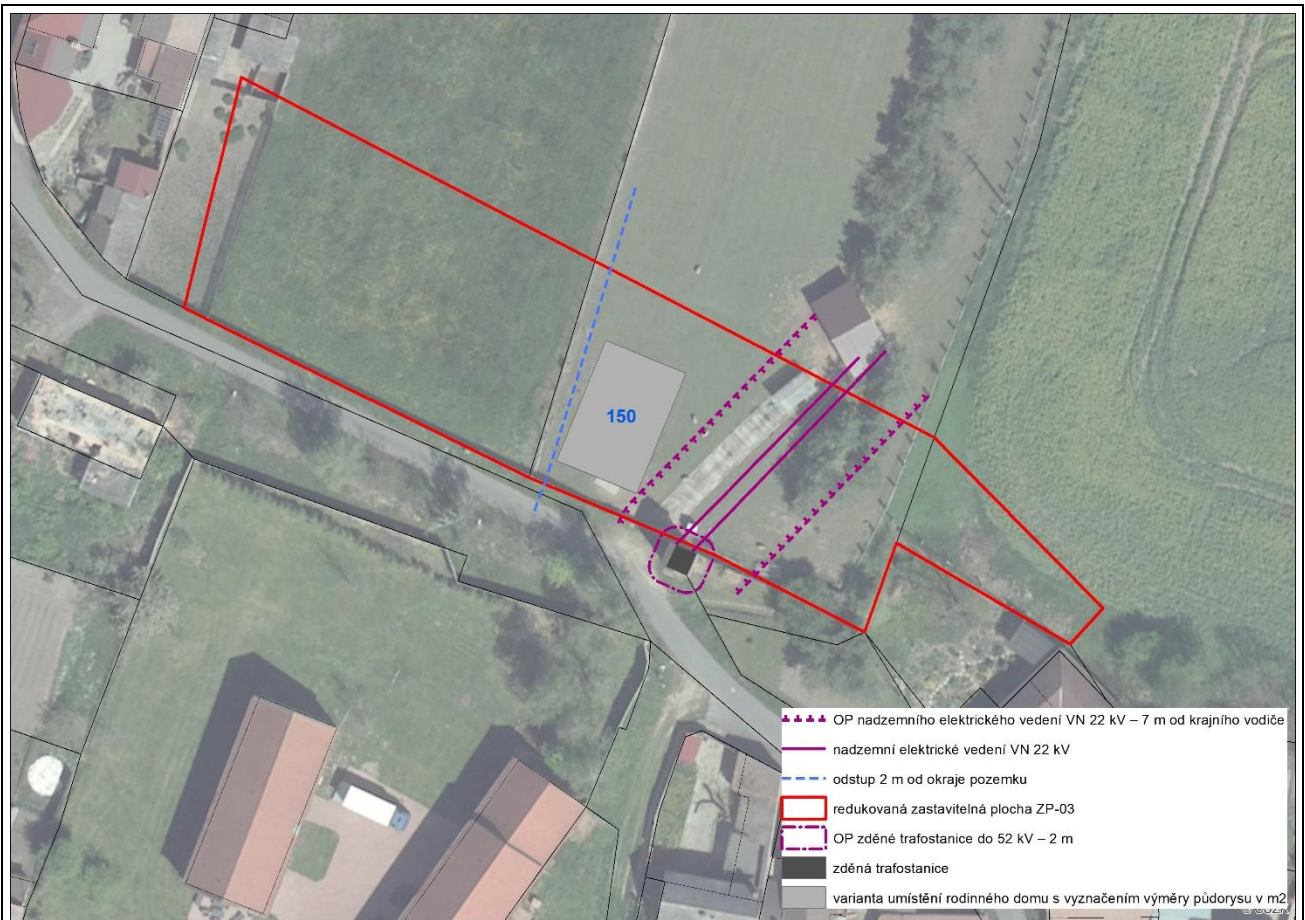 150
OP nadzemního elektrického vedení VN 22 kV – 7 m od krajního vodiče
nadzemní elektrické vedení VN 22 kV
odstup 2 m od okraje pozemku
redukovaná zastavitelná plocha ZP-03
OP zděné trafostanice do 52 kV – 2 m
zděná trafostanice
varianta umístění rodinného domu s vyznačením výměry půdorysu v m2